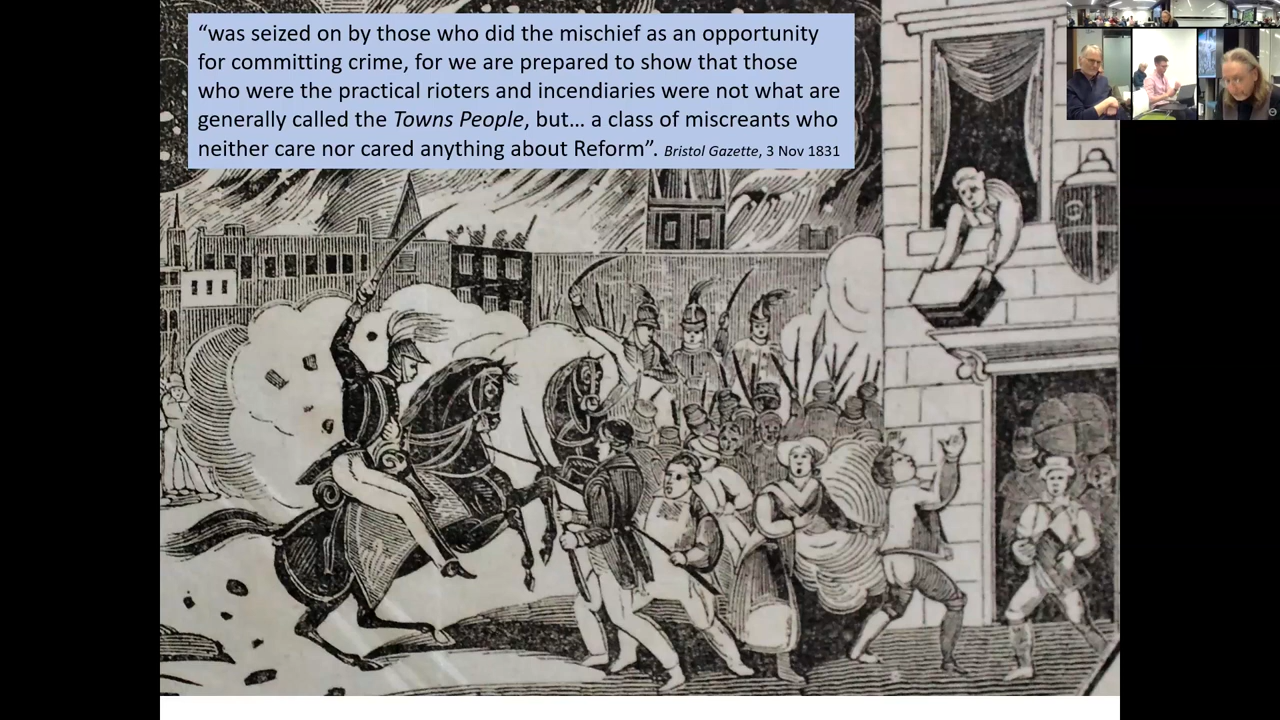 “was seized on by those who did the mischief as an opportunity
for committing crime, for we are prepared to show that those
who were the practical rioters and incendiaries were not what are
generally called the Towns People, but… a class of miscreants who
neither care nor cared anything about Reform”. Bristol Gazette, 3 Nov 1831